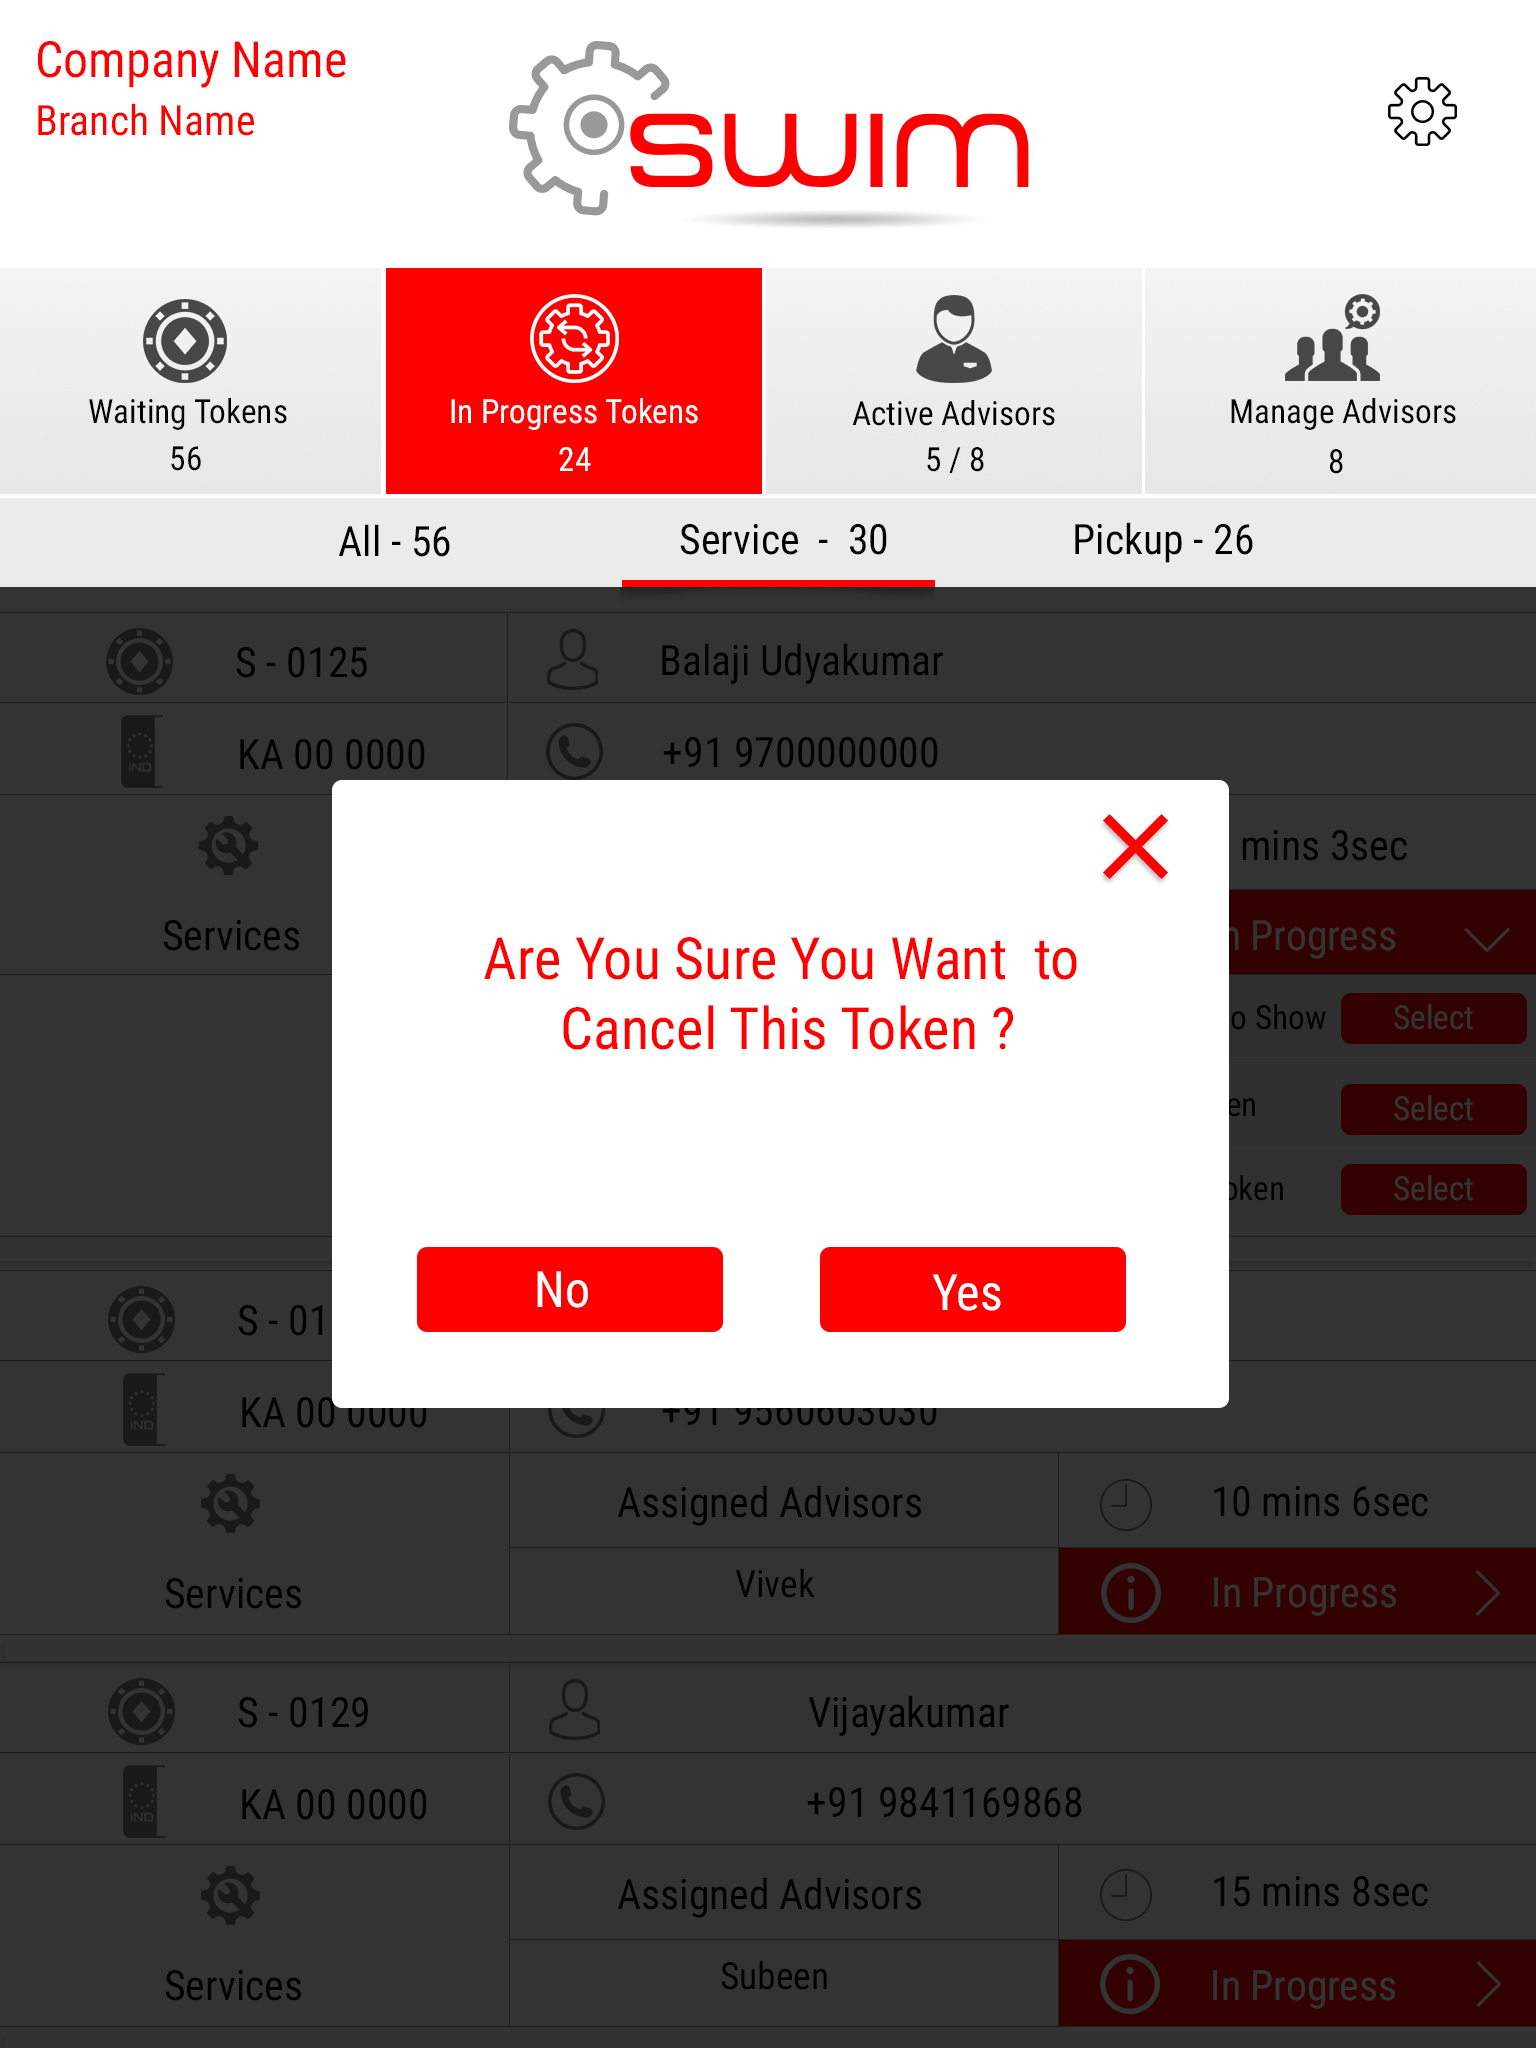 Company Name
Branch Name
swim
Waiting Tokens
56
In Progress Tokens
24
Active Advisors
5 / 8
Manage Advisors
8
All - 56
Service - 30
Pickup - 26
S - 0125
Balaji Udyakumar
IND
KA 00 0000
+91 9700000000
mins 3sec
Services
Progress
Show
Select
Select
Select
Are You Sure You Want to
Cancel This Token ?
No
Yes
S - 01
IND
KA 00 0000
+91 9560603030
Services
Assigned Advisors
10 mins 6sec
Vivek
In Progress
S - 0129
Vijayakumar
IND
KA 00 0000
+91 9841169868
Services
Assigned Advisors
15 mins 8sec
Subeen
In Progress